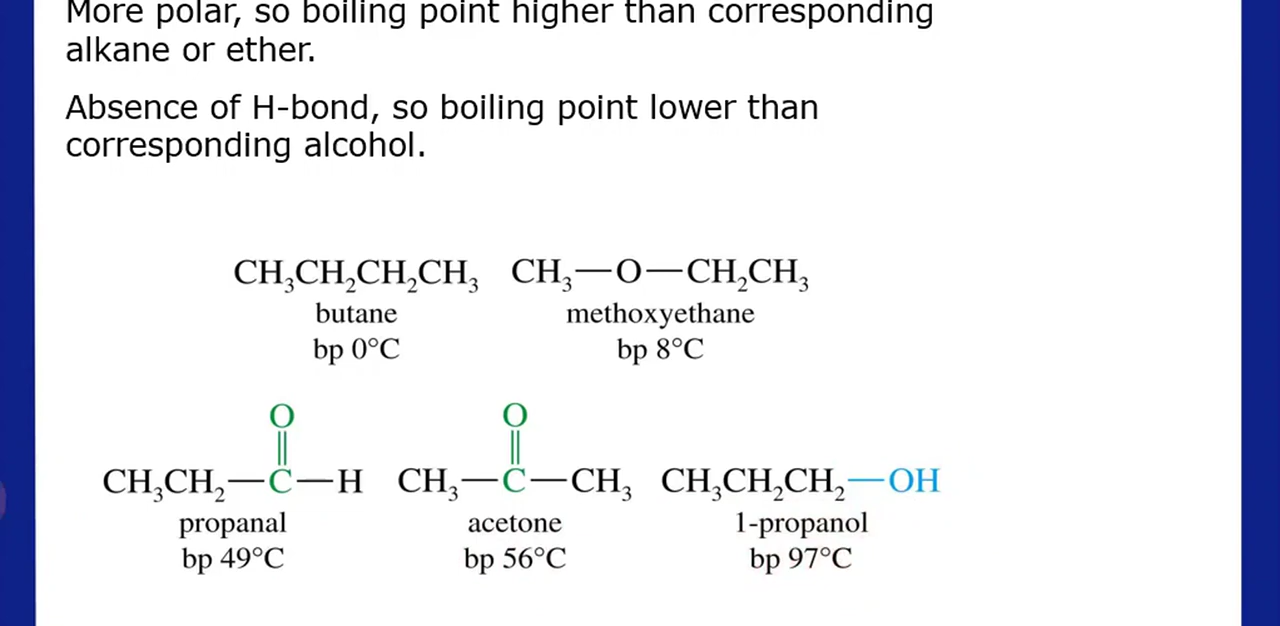 More polar, so boiling point higher than corresponding
alkane or ether.
Absence of H-bond, so boiling point lower than
corresponding alcohol.
CH₃CH₂CH₂CH₃ CH₃—O—CH₂CH₃
butane methoxyethane
bp 0°C bp 8°C
O O
CH₃CH₂—C—H CH₃—C—CH₃ CH₃CH₂CH₂—OH
propanal acetone 1-propanol
bp 49°C bp 56°C bp 97°C